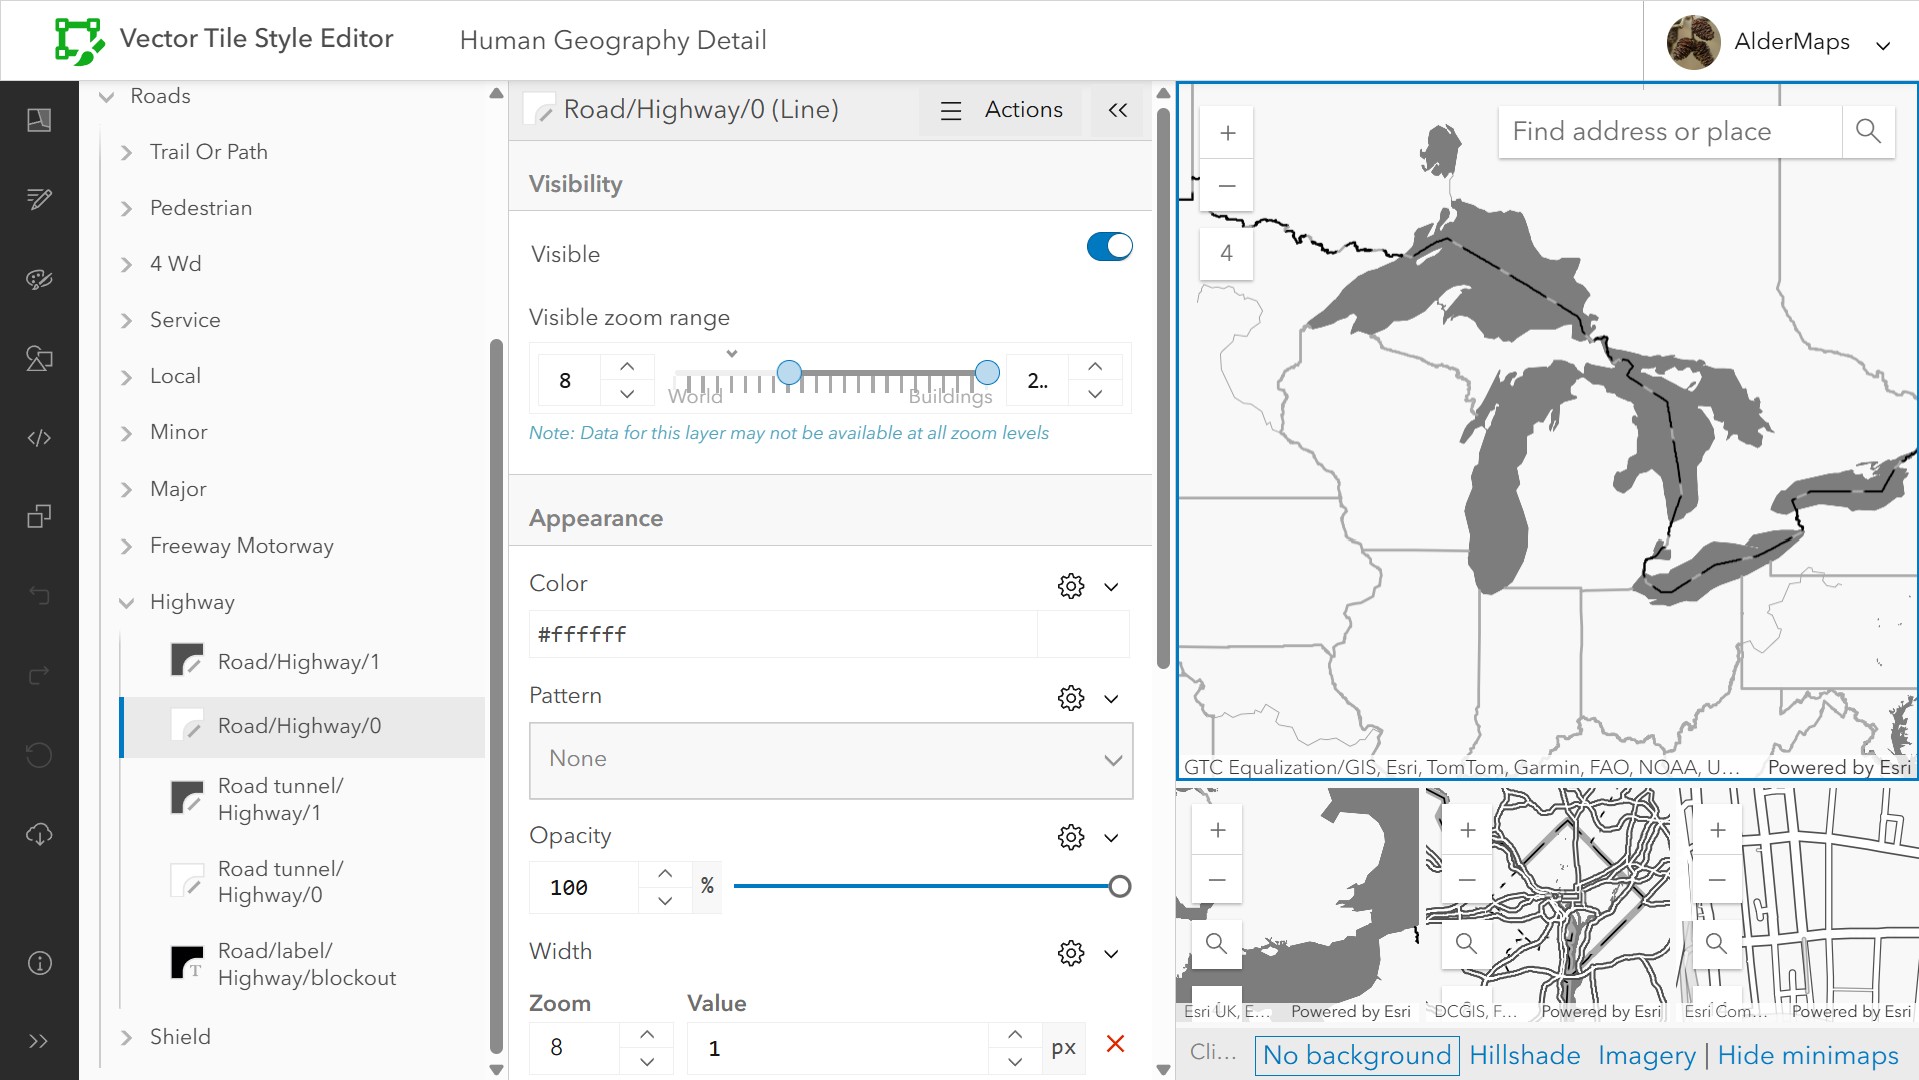 Vector Tile Style Editor
Human Geography Detail
AlderMaps
Roads
Trail Or Path
Pedestrian
4 Wd
Service
Local
Minor
Major
Freeway Motorway
Highway
Road/Highway/1
Road/Highway/0
Road tunnel/
Highway/1
Road tunnel/
Highway/0
Road/label/
Highway/blockout
Shield
Road/Highway/0 (Line)
Actions
Visibility
Visible
Visible zoom range
8
World
Buildings
2..
Note: Data for this layer may not be available at all zoom levels
Appearance
Color
#ffffff
Pattern
None
Opacity
100
%
Width
Zoom
Value
8
1
px
Find address or place
4
GTC Equalization/GIS, Esri, TomTom, Garmin, FAO, NOAA, U...
Powered by Esri
Esri UK, E...
Powered by Esri
DCGIS, F...
Powered by Esri
Esri Com...
Powered by Esri
Cli...
No background
Hillshade
Imagery
| Hide minimaps